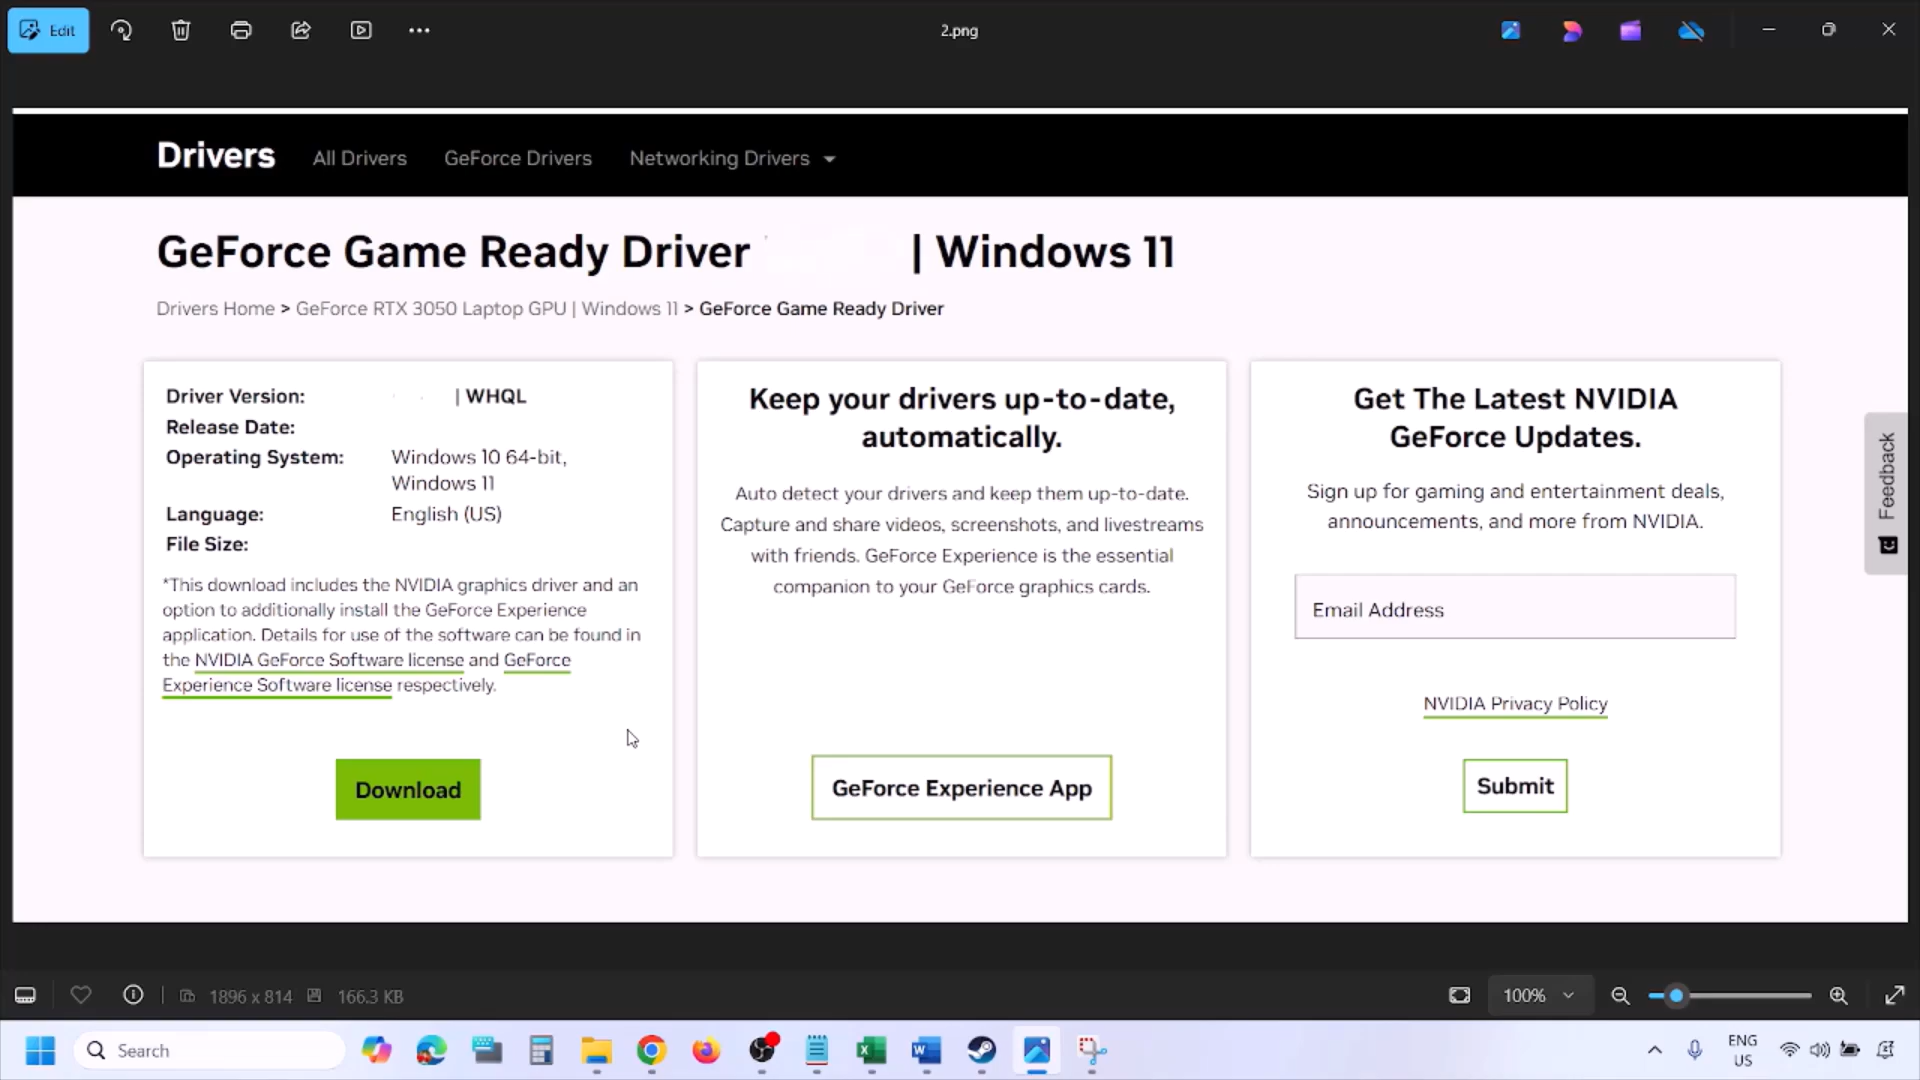 Edit
2.png
Drivers
All Drivers
GeForce Drivers
Networking Drivers
GeForce Game Ready Driver | Windows 11
Drivers Home > GeForce RTX 3050 Laptop GPU | Windows 11 > GeForce Game Ready Driver
Driver Version: | WHQL
Release Date:
Operating System: Windows 10 64-bit,
Windows 11
Language: English (US)
File Size:
*This download includes the NVIDIA graphics driver and an
option to additionally install the GeForce Experience
application. Details for use of the software can be found in
the NVIDIA GeForce Software license and GeForce
Experience Software license respectively.
Download
Keep your drivers up-to-date,
automatically.
Auto detect your drivers and keep them up-to-date.
Capture and share videos, screenshots, and livestreams
with friends. GeForce Experience is the essential
companion to your GeForce graphics cards.
GeForce Experience App
Get The Latest NVIDIA
GeForce Updates.
Sign up for gaming and entertainment deals,
announcements, and more from NVIDIA.
Email Address
NVIDIA Privacy Policy
Submit
Feedback
1896 x 814
166.3 KB
100%
Search
ENG
US